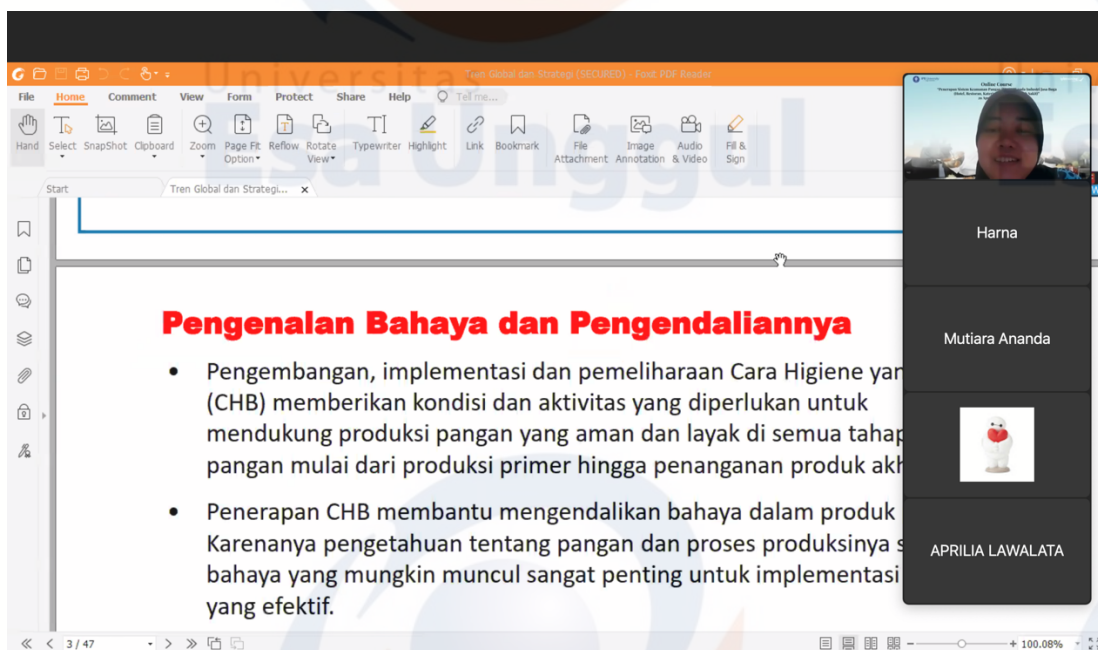 Universitas
Esa Unggul
Tren Global dan Strategi (SECURED) - Foxit PDF Reader
File Home Comment View Form Protect Share Help Tell me...
Hand Select SnapShot Clipboard Zoom Page Fit Option Reflow Rotate View Typewriter Highlight Link Bookmark File Attachment Image Annotation Audio & Video Fill & Sign
Start Tren Global dan Strategi...
Online Course
Harna
Mutiara Ananda
APRILIA LAWALATA
Pengenalan Bahaya dan Pengendaliannya
• Pengembangan, implementasi dan pemeliharaan Cara Higiene yan
(CHB) memberikan kondisi dan aktivitas yang diperlukan untuk
mendukung produksi pangan yang aman dan layak di semua tahap
pangan mulai dari produksi primer hingga penanganan produk akh
• Penerapan CHB membantu mengendalikan bahaya dalam produk
Karenanya pengetahuan tentang pangan dan proses produksinya s
bahaya yang mungkin muncul sangat penting untuk implementasi
yang efektif.
3 / 47
100.08%